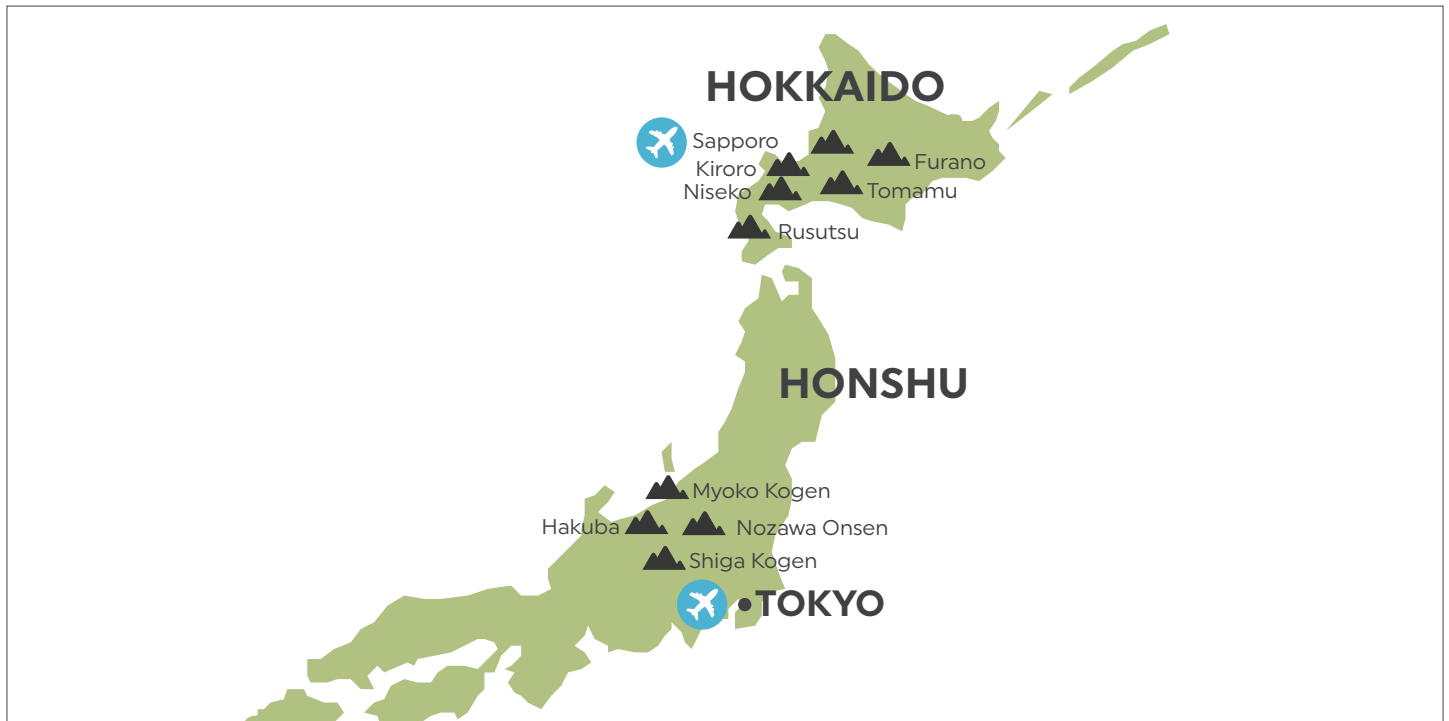 HOKKAIDO
Sapporo
Kiroro
Furano
Niseko
Tomamu
Rusutsu
HONSHU
Myoko Kogen
Hakuba
Nozawa Onsen
Shiga Kogen
TOKYO